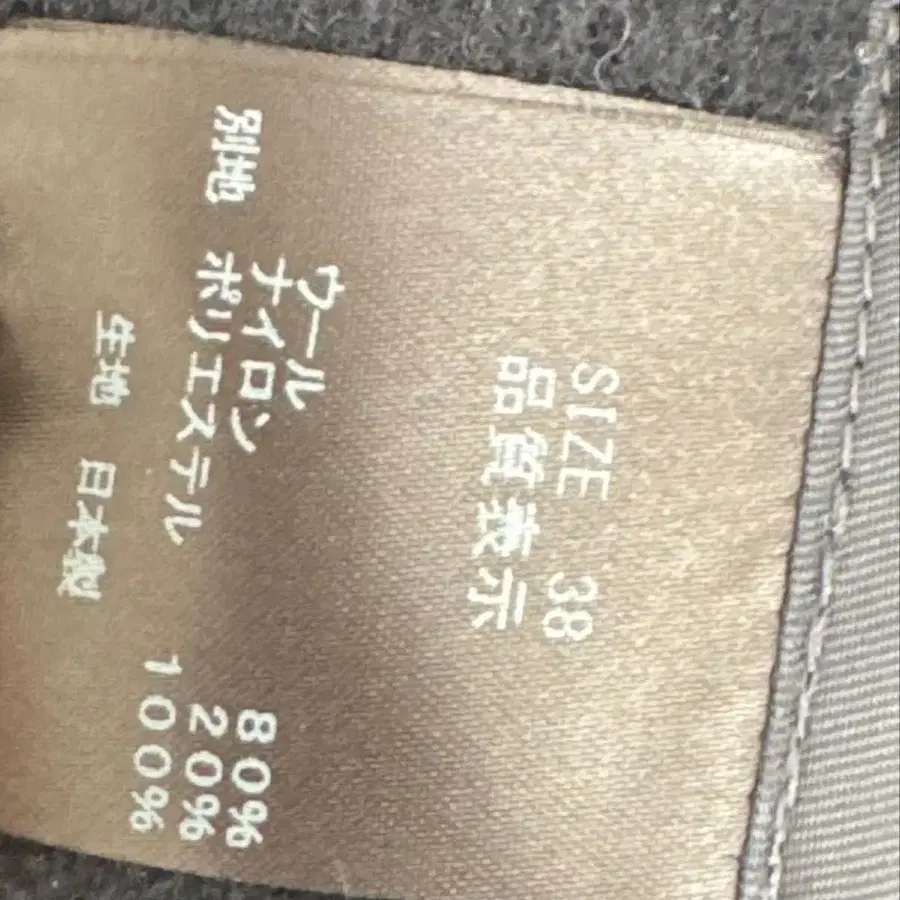 SIZE 38
品質表示
ウール 80%
ナイロン 20%
別地 ポリエステル 100%
生地 日本製